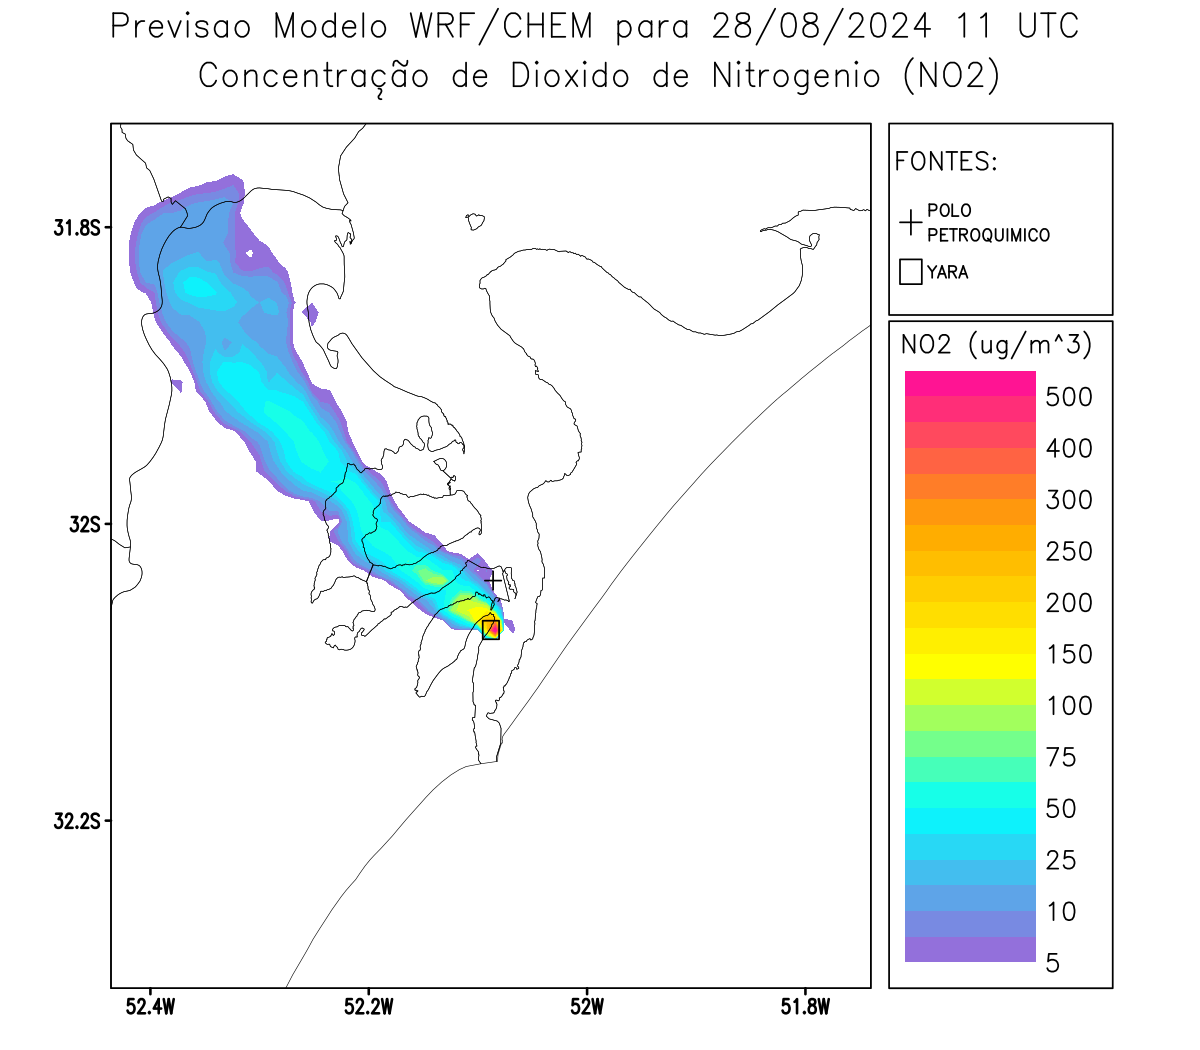 Previsao Modelo WRF/CHEM para 28/08/2024 11 UTC
Concentração de Dioxido de Nitrogenio (NO2)
FONTES:
POLO
PETROQUIMICO
YARA
NO2 (ug/m^3)
500
400
300
250
200
150
100
75
50
25
10
5
31.8S
32S
32.2S
52.4W
52.2W
52W
51.8W